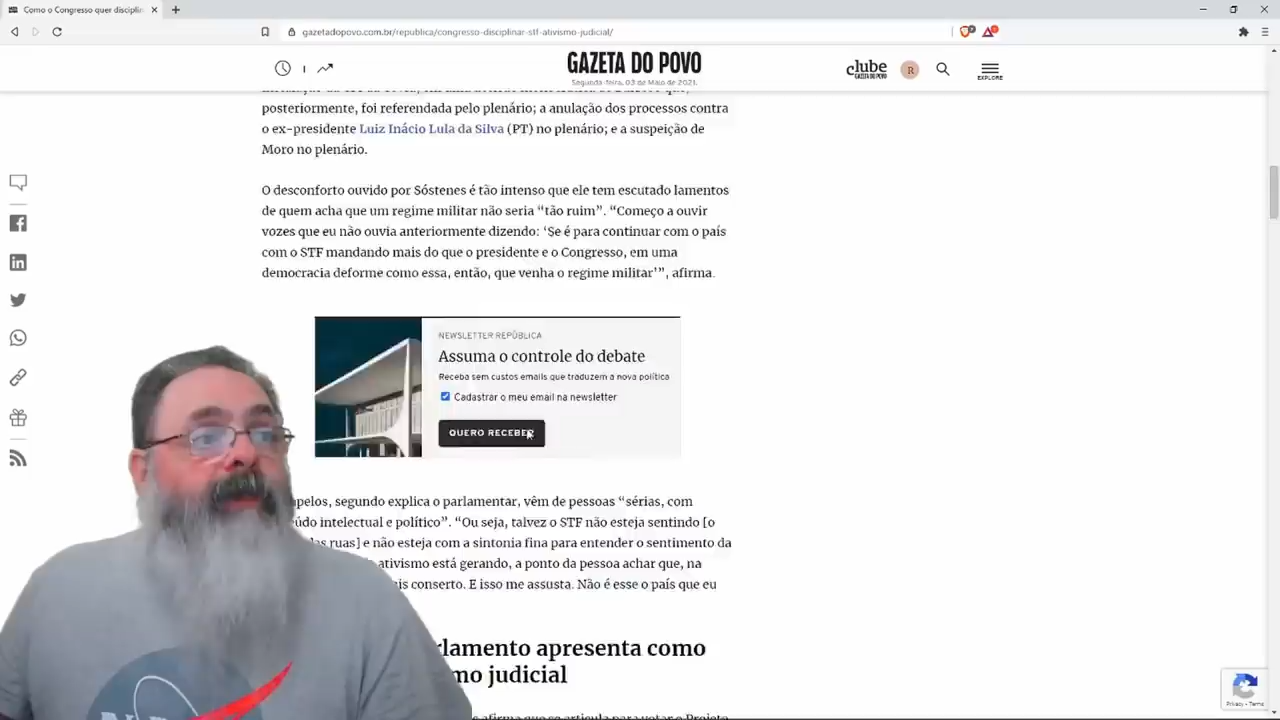 Como o Congresso quer disciplin
gazetadopovo.com.br/republica/congresso-disciplinar-stf-ativismo-judicial/
GAZETA DO POVO
Segunda-feira, 03 de Maio de 2021.
clube
GAZETA DO POVO
R
EXPLORE
posteriormente, foi referendada pelo plenário; a anulação dos processos contra
o ex-presidente Luiz Inácio Lula da Silva (PT) no plenário; e a suspeição de
Moro no plenário.
O desconforto ouvido por Sóstenes é tão intenso que ele tem escutado lamentos
de quem acha que um regime militar não seria “tão ruim”. “Começo a ouvir
vozes que eu não ouvia anteriormente dizendo: ‘Se é para continuar com o país
com o STF mandando mais do que o presidente e o Congresso, em uma
democracia deforme como essa, então, que venha o regime militar’”, afirma.
NEWSLETTER REPÚBLICA
Assuma o controle do debate
Receba sem custos emails que traduzem a nova política
Cadastrar o meu email na newsletter
QUERO RECEBER
pelos, segundo explica o parlamentar, vêm de pessoas “sérias, com
údo intelectual e político”. “Ou seja, talvez o STF não esteja sentindo [o
das ruas] e não esteja com a sintonia fina para entender o sentimento da
ativismo está gerando, a ponto da pessoa achar que, na
is conserto. E isso me assusta. Não é esse o país que eu
rlamento apresenta como
mo judicial
afirma que se articula para votar o Projeto
Privacy - Terms